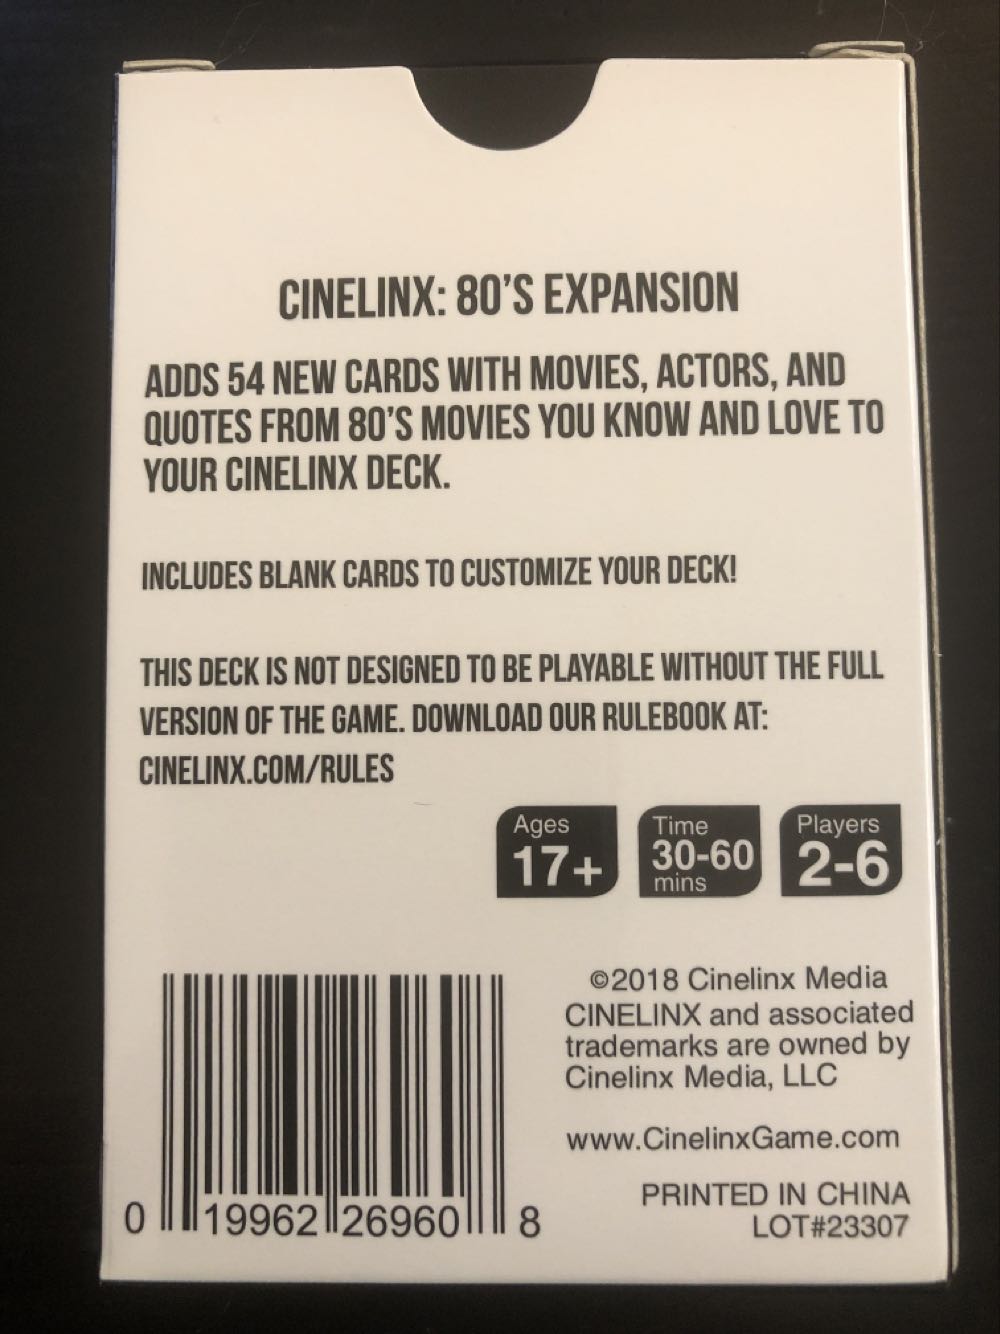 CINELINX: 80'S EXPANSION
ADDS 54 NEW CARDS WITH MOVIES, ACTORS, AND
QUOTES FROM 80'S MOVIES YOU KNOW AND LOVE TO
YOUR CINELINX DECK.
INCLUDES BLANK CARDS TO CUSTOMIZE YOUR DECK!
THIS DECK IS NOT DESIGNED TO BE PLAYABLE WITHOUT THE FULL
VERSION OF THE GAME. DOWNLOAD OUR RULEBOOK AT:
CINELINX.COM/RULES
Ages
17+
Time
30-60
mins
Players
2-6
©2018 Cinelinx Media
CINELINX and associated
trademarks are owned by
Cinelinx Media, LLC
www.CinelinxGame.com
PRINTED IN CHINA
LOT#23307
0 19962 26960 8